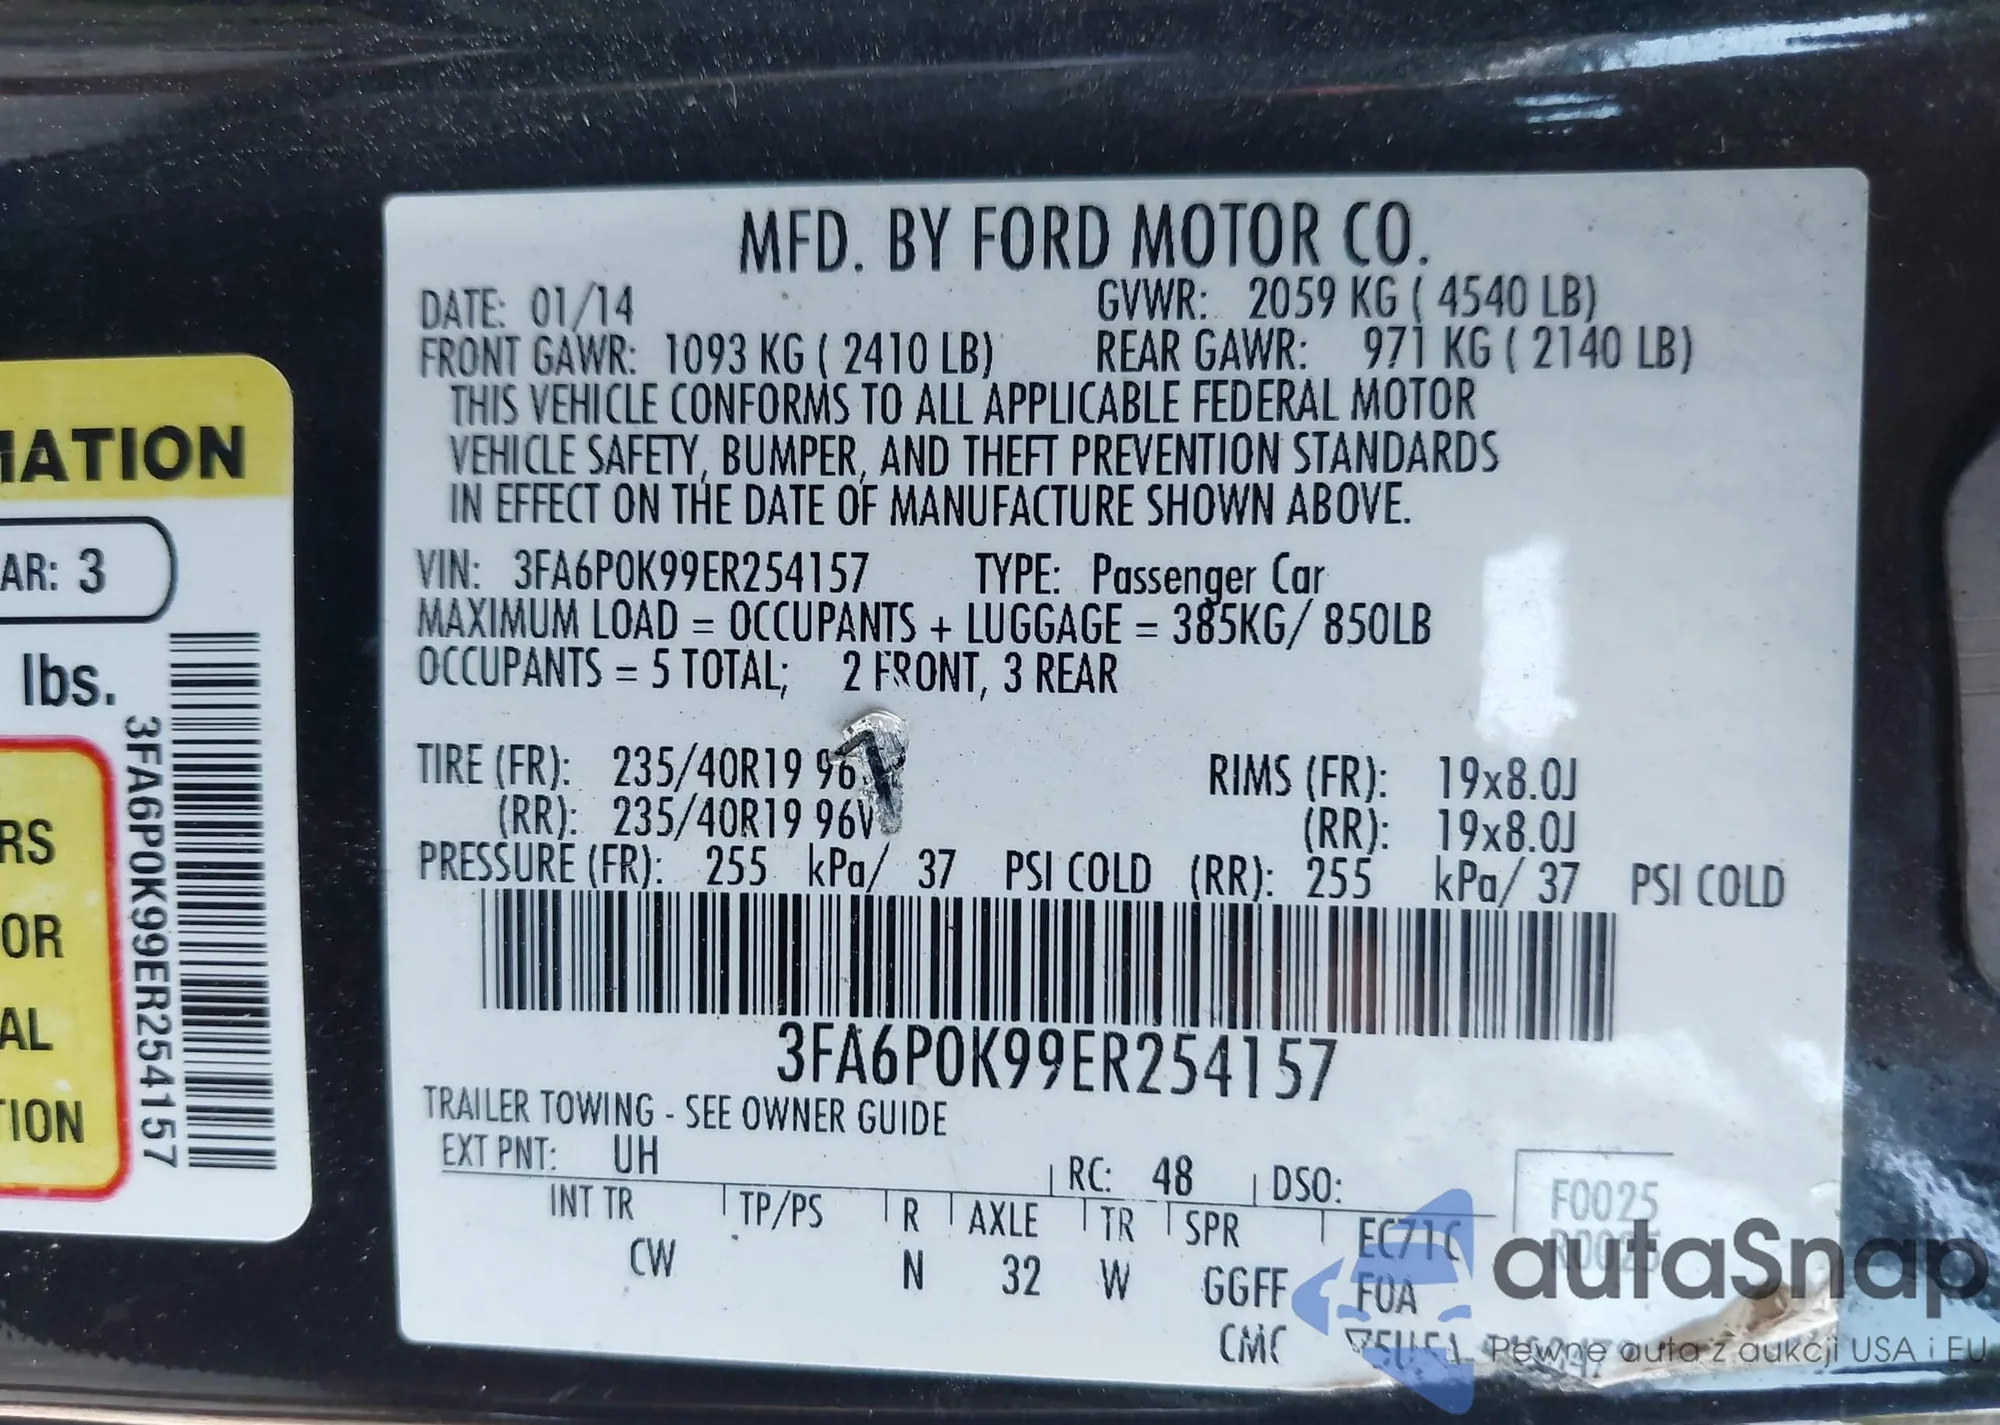 MFD. BY FORD MOTOR CO.
DATE: 01/14 GVWR: 2059 KG ( 4540 LB)
FRONT GAWR: 1093 KG ( 2410 LB) REAR GAWR: 971 KG ( 2140 LB)
THIS VEHICLE CONFORMS TO ALL APPLICABLE FEDERAL MOTOR
VEHICLE SAFETY, BUMPER, AND THEFT PREVENTION STANDARDS
IN EFFECT ON THE DATE OF MANUFACTURE SHOWN ABOVE.
VIN: 3FA6P0K99ER254157 TYPE: Passenger Car
MAXIMUM LOAD = OCCUPANTS + LUGGAGE = 385KG/ 850LB
OCCUPANTS = 5 TOTAL; 2 FRONT, 3 REAR
TIRE (FR): 235/40R19 96 RIMS (FR): 19x8.0J
(RR): 235/40R19 96V (RR): 19x8.0J
PRESSURE (FR): 255 kPa/ 37 PSI COLD (RR): 255 kPa/ 37 PSI COLD
3FA6P0K99ER254157
TRAILER TOWING - SEE OWNER GUIDE
EXT PNT: UH RC: 48 DSO:
INT TR TP/PS R AXLE TR SPR EC71C
CW N 32 W GGFF F0A
CMC
F0025
R0025
MATION
AR: 3
lbs.
RS
OR
AL
TION
3FA6P0K99ER254157
autaSnap
Pewne auta z aukcji USA i EU